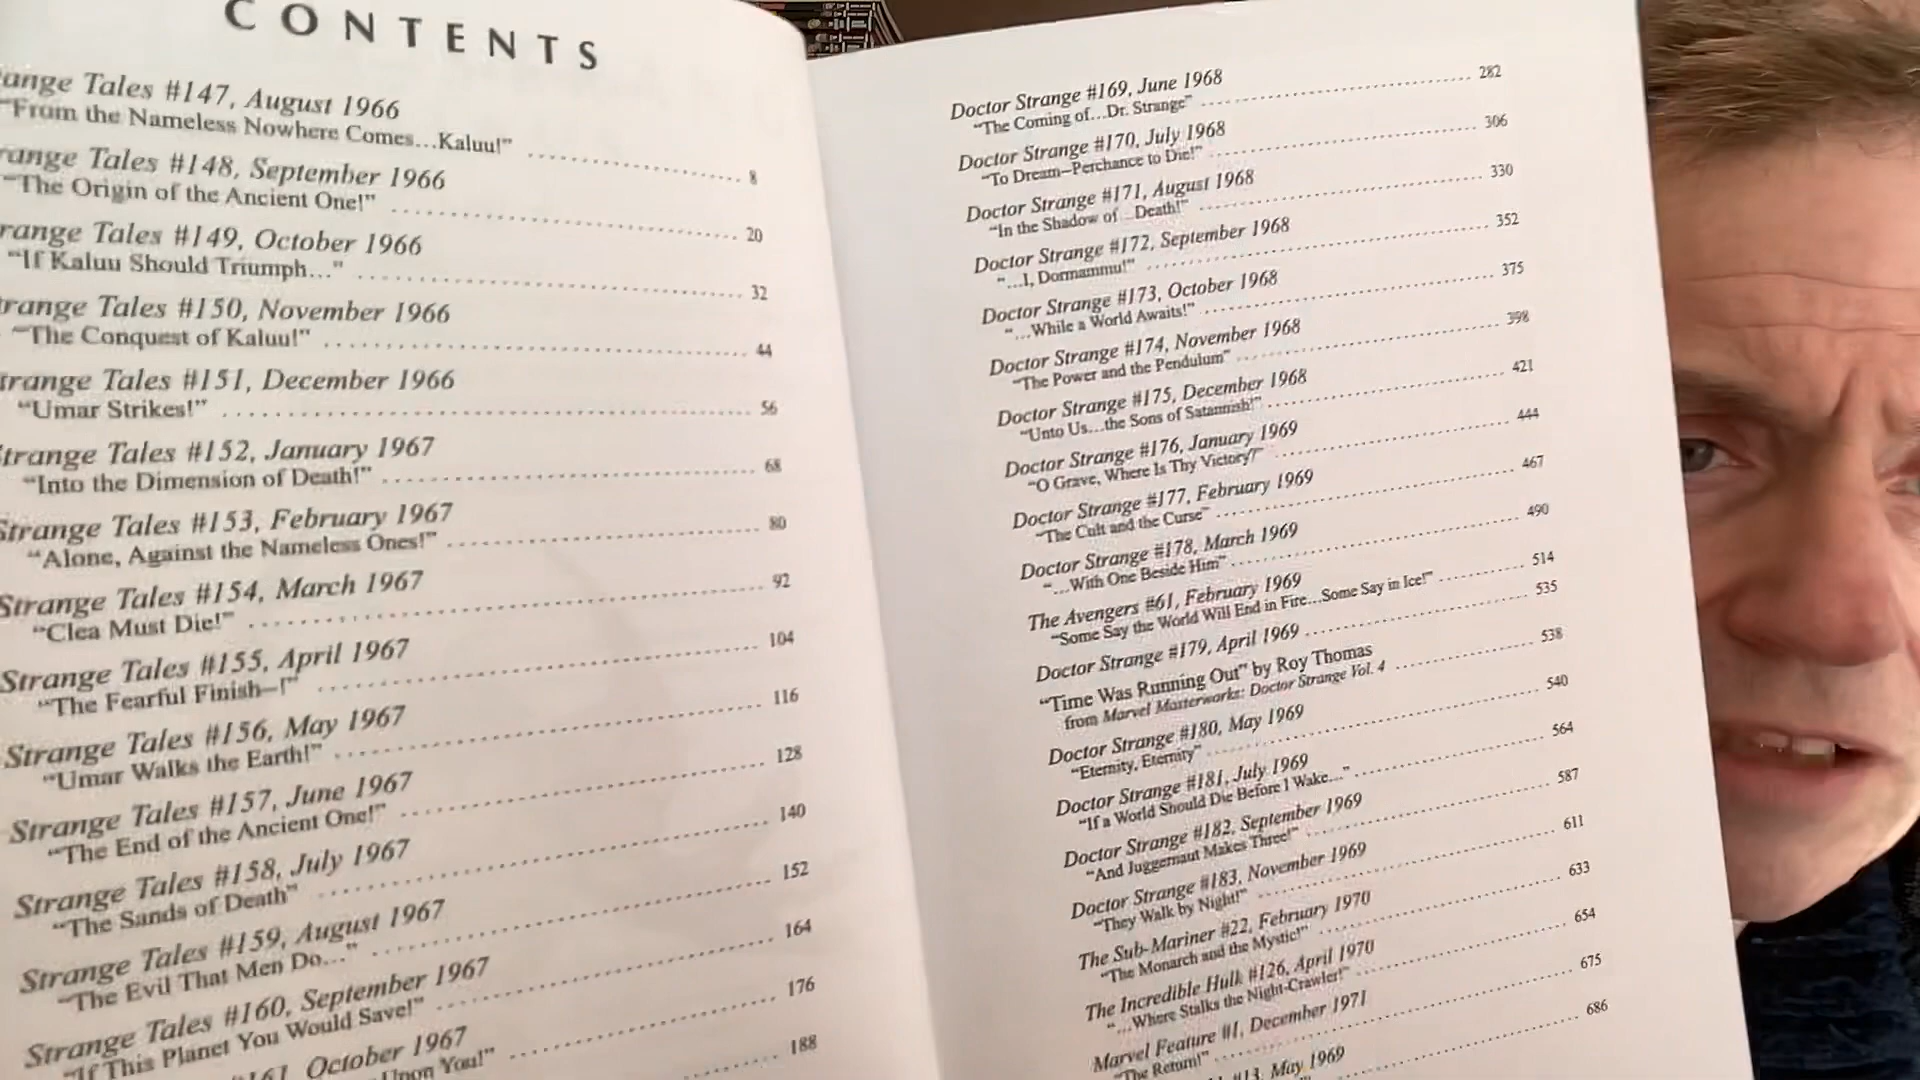 CONTENTS
ange Tales #147, August 1966
"From the Nameless Nowhere Comes...Kaluu!" 8
range Tales #148, September 1966
"The Origin of the Ancient One!" 20
range Tales #149, October 1966
"If Kaluu Should Triumph..." 32
trange Tales #150, November 1966
"The Conquest of Kaluu!" 44
trange Tales #151, December 1966
"Umar Strikes!" 56
trange Tales #152, January 1967
"Into the Dimension of Death!" 68
Strange Tales #153, February 1967
"Alone, Against the Nameless Ones!" 80
Strange Tales #154, March 1967
"Clea Must Die!" 92
Strange Tales #155, April 1967
"The Fearful Finish—!" 104
Strange Tales #156, May 1967
"Umar Walks the Earth!" 116
Strange Tales #157, June 1967
"The End of the Ancient One!" 128
Strange Tales #158, July 1967
"The Sands of Death" 140
Strange Tales #159, August 1967
"The Evil That Men Do..." 152
Strange Tales #160, September 1967
"If This Planet You Would Save!" 164
#161, October 1967 176
Upon You!"
188
Doctor Strange #169, June 1968
"The Coming of...Dr. Strange" 282
Doctor Strange #170, July 1968
"To Dream—Perchance to Die!" 306
Doctor Strange #171, August 1968
"In the Shadow of...Death!" 330
Doctor Strange #172, September 1968
"...I, Dormammu!" 352
Doctor Strange #173, October 1968
"...While a World Awaits!" 375
Doctor Strange #174, November 1968
"The Power and the Pendulum" 398
Doctor Strange #175, December 1968
"Unto Us...the Sons of Satannish!" 421
Doctor Strange #176, January 1969
"O Grave, Where Is Thy Victory?" 444
Doctor Strange #177, February 1969
"The Cult and the Curse" 467
Doctor Strange #178, March 1969
"...With One Beside Him" 490
The Avengers #61, February 1969
"Some Say the World Will End in Fire...Some Say in Ice!" 514
Doctor Strange #179, April 1969 535
"Time Was Running Out" by Roy Thomas
from Marvel Masterworks: Doctor Strange Vol. 4 538
Doctor Strange #180, May 1969
"Eternity, Eternity" 540
Doctor Strange #181, July 1969
"If a World Should Die Before I Wake..." 564
Doctor Strange #182, September 1969
"And Juggernaut Makes Three!" 587
Doctor Strange #183, November 1969
"They Walk by Night!" 611
The Sub-Mariner #22, February 1970
"The Monarch and the Mystic!" 633
The Incredible Hulk #126, April 1970
"...Where Stalks the Night-Crawler!" 654
Marvel Feature #1, December 1971
"The Return!" 675
#13, May 1969
686